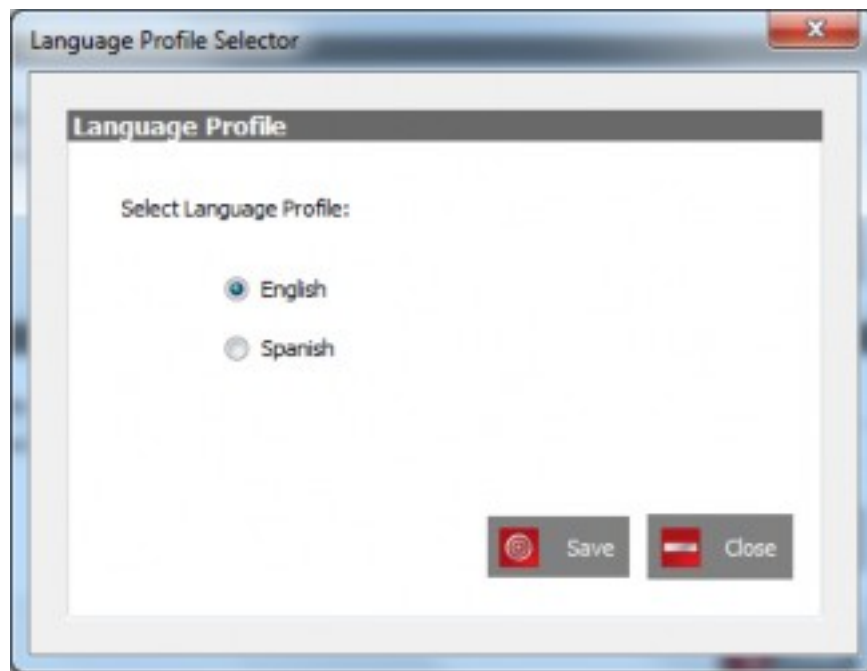 Language Profile Selector
Language Profile
Select Language Profile:
English
Spanish
Save Close